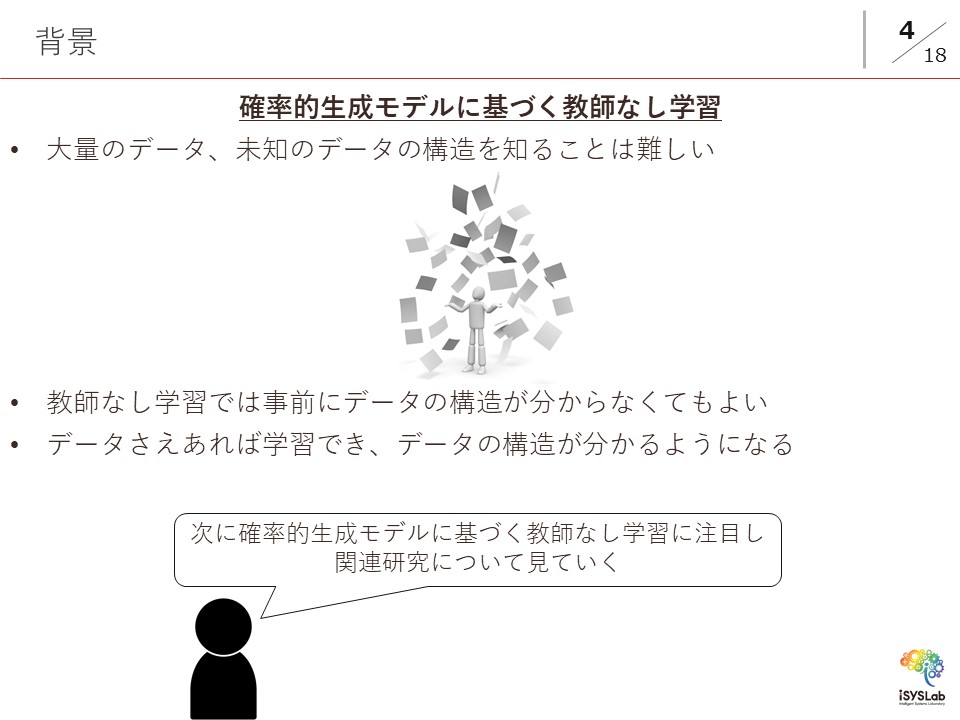 背景
4
18
確率的生成モデルに基づく教師なし学習
• 大量のデータ、未知のデータの構造を知ることは難しい
• 教師なし学習では事前にデータの構造が分からなくてもよい
• データさえあれば学習でき、データの構造が分かるようになる
次に確率的生成モデルに基づく教師なし学習に注目し
関連研究について見ていく
iSYSLab
Intelligent Systems Laboratory